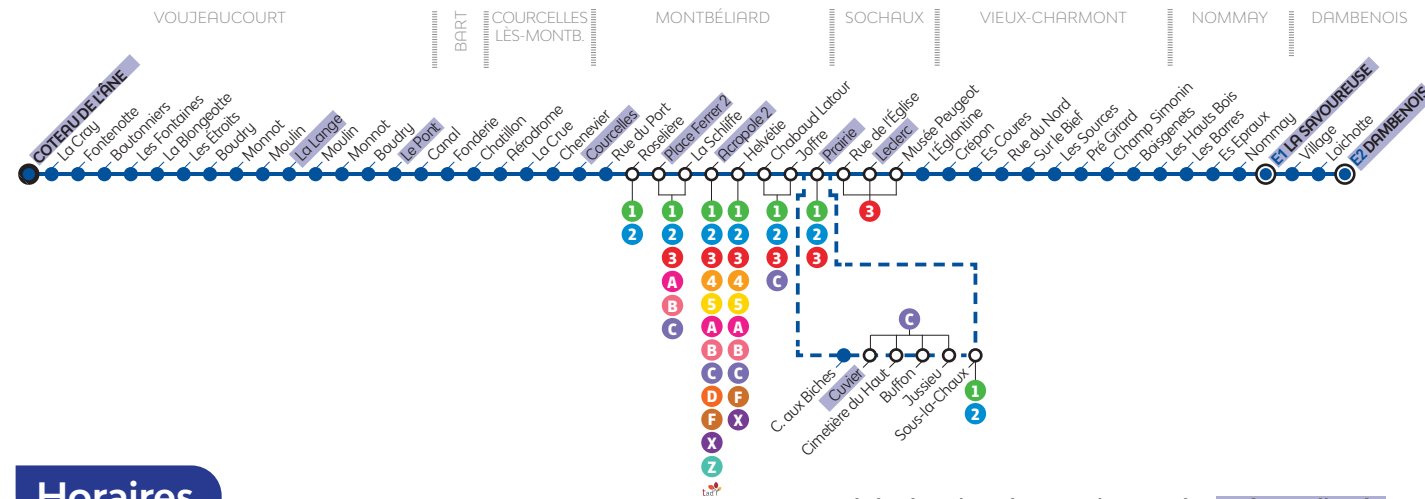 VOUJEAUCOURT
BART
COURCELLES
LÈS-MONTB.
MONTBÉLIARD
SOCHAUX
VIEUX-CHARMONT
NOMMAY
DAMBENOIS
COTEAU DE L'ÂNE
La Cray
Fontenotte
Boutonniers
Les Fontaines
La Blongeotte
Les Étroits
Boudry
Monnot
Moulin
La Lange
Moulin
Monnot
Boudry
Le Pont
Canal
Fonderie
Chatillon
Aérodrome
La Crue
Chenevier
Courcelles
Rue du Port
Roselière
Place Ferrer 2
La Schliffe
Acropole 2
Helvétie
Chabaud Latour
Joffre
Prairie
Rue de l'Église
Leclerc
Musée Peugeot
L'Églantine
Crépon
Es Coures
Rue du Nord
Sur le Bief
Les Sources
Pré Girard
Champ Simonin
Boisgenets
Les Hauts Bois
Les Barres
Es Epraux
Nommay
E1 LA SAVOUREUSE
Village
Loichotte
E2 DAMBENOIS
1
2
1
2
3
A
B
C
1
2
3
4
5
A
B
C
D
F
X
Z
tad
1
2
3
4
5
A
B
C
F
X
1
2
3
C
1
2
3
3
C
C. aux Biches
Cuvier
Cimetière du Haut
Buffon
Jussieu
Sous-la-Chaux
1
2
Horaires